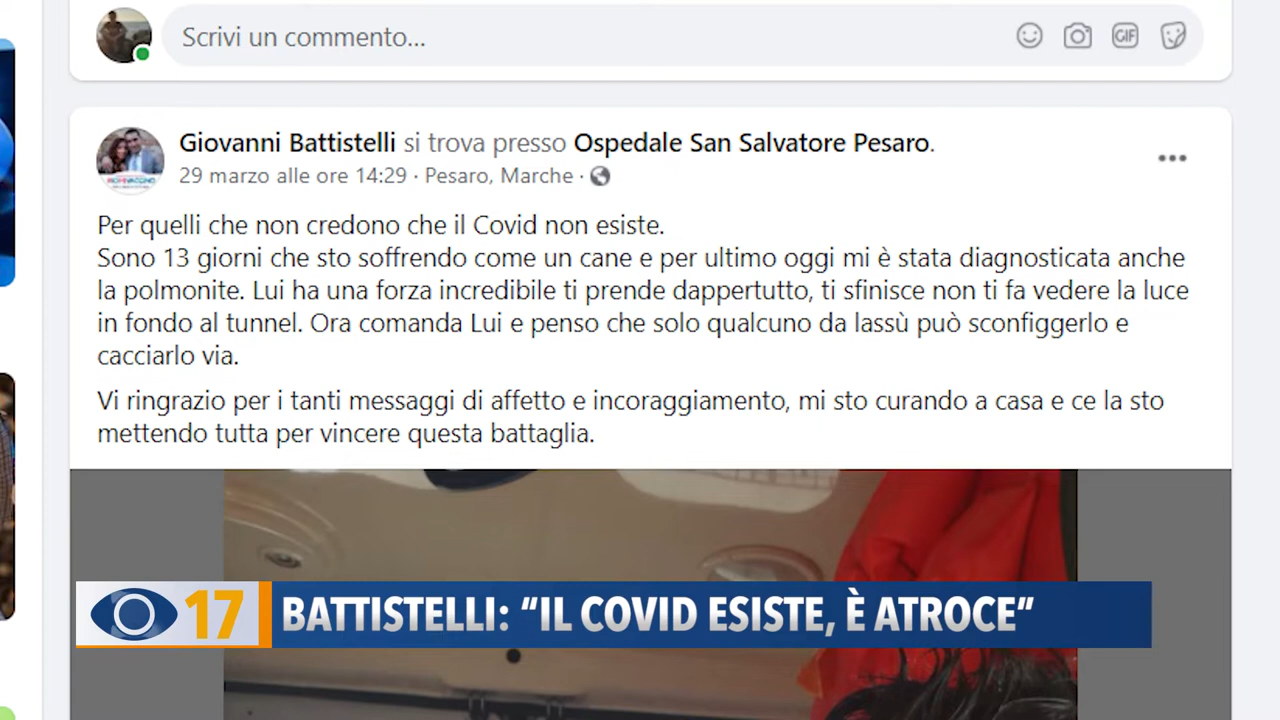 Scrivi un commento...
GIF
Giovanni Battistelli si trova presso Ospedale San Salvatore Pesaro.
29 marzo alle ore 14:29 · Pesaro, Marche ·
Per quelli che non credono che il Covid non esiste.
Sono 13 giorni che sto soffrendo come un cane e per ultimo oggi mi è stata diagnosticata anche
la polmonite. Lui ha una forza incredibile ti prende dappertutto, ti sfinisce non ti fa vedere la luce
in fondo al tunnel. Ora comanda Lui e penso che solo qualcuno da lassù può sconfiggerlo e
cacciarlo via.
Vi ringrazio per i tanti messaggi di affetto e incoraggiamento, mi sto curando a casa e ce la sto
mettendo tutta per vincere questa battaglia.
17 BATTISTELLI: “IL COVID ESISTE, È ATROCE”